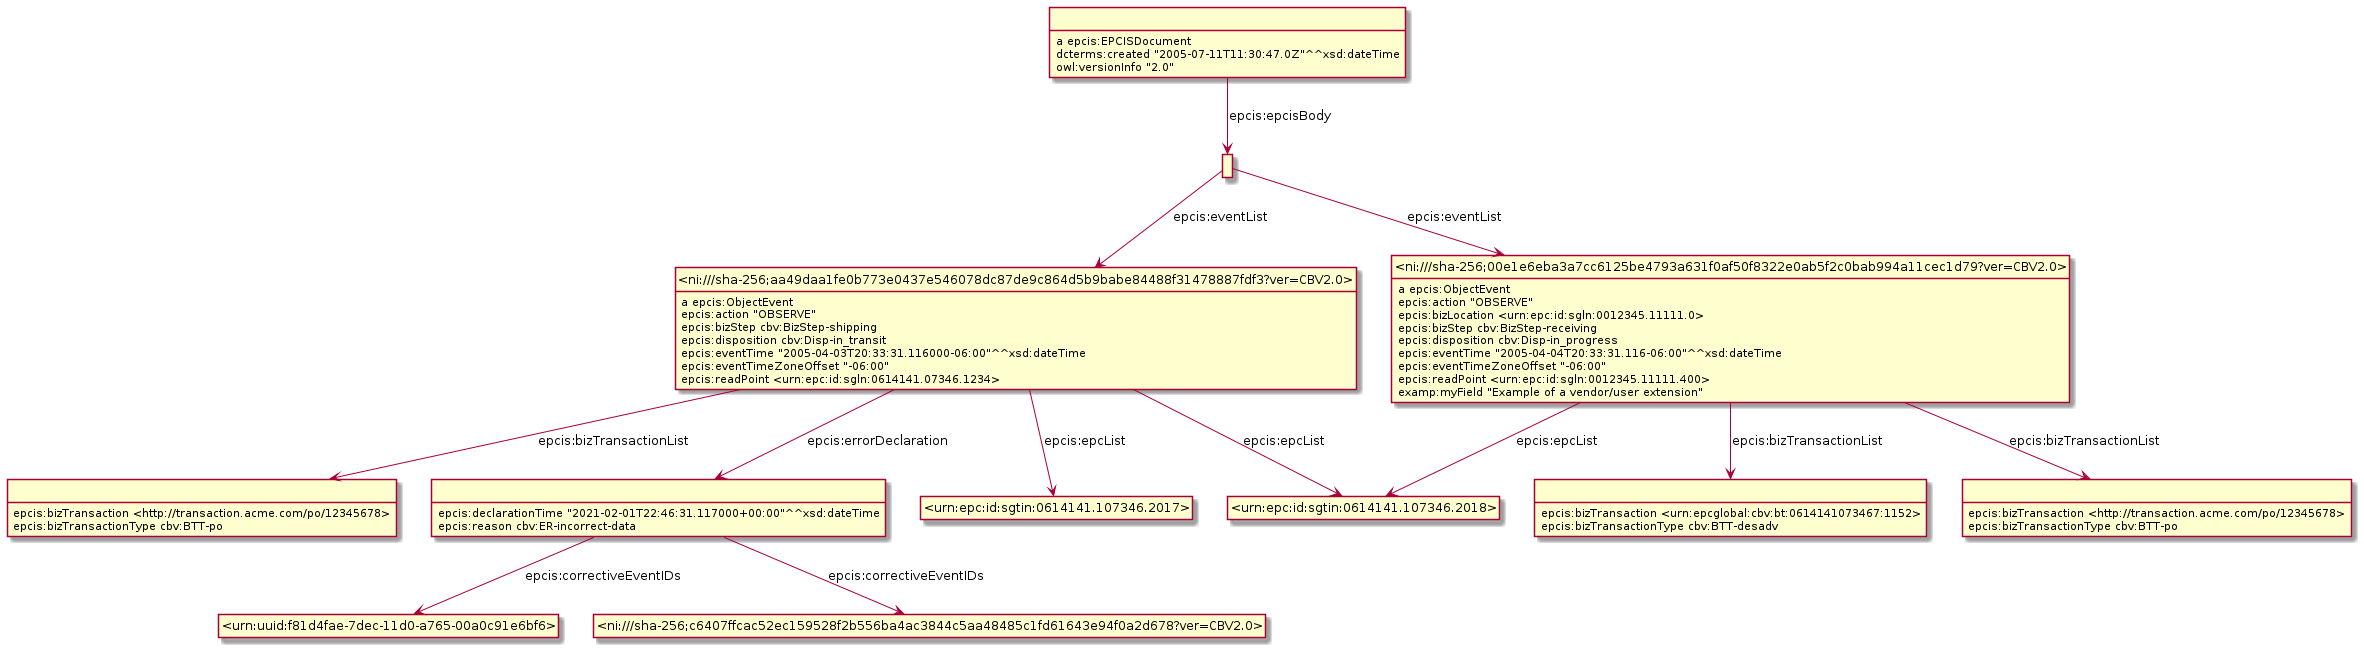 a epcis:EPCISDocument
dcterms:created "2005-07-11T11:30:47.0Z"^^xsd:dateTime
owl:versionInfo "2.0"
epcis:epcisBody
epcis:eventList
epcis:eventList
<ni:///sha-256;aa49daa1fe0b773e0437e546078dc87de9c864d5b9babe84488f31478887fdf3?ver=CBV2.0>
a epcis:ObjectEvent
epcis:action "OBSERVE"
epcis:bizStep cbv:BizStep-shipping
epcis:disposition cbv:Disp-in_transit
epcis:eventTime "2005-04-03T20:33:31.116000-06:00"^^xsd:dateTime
epcis:eventTimeZoneOffset "-06:00"
epcis:readPoint <urn:epc:id:sgln:0614141.07346.1234>
<ni:///sha-256;00e1e6eba3a7cc6125be4793a631f0af50f8322e0ab5f2c0bab994a11cec1d79?ver=CBV2.0>
a epcis:ObjectEvent
epcis:action "OBSERVE"
epcis:bizLocation <urn:epc:id:sgln:0012345.11111.0>
epcis:bizStep cbv:BizStep-receiving
epcis:disposition cbv:Disp-in_progress
epcis:eventTime "2005-04-04T20:33:31.116-06:00"^^xsd:dateTime
epcis:eventTimeZoneOffset "-06:00"
epcis:readPoint <urn:epc:id:sgln:0012345.11111.400>
examp:myField "Example of a vendor/user extension"
epcis:bizTransactionList
epcis:errorDeclaration
epcis:epcList
epcis:epcList
epcis:epcList
epcis:bizTransactionList
epcis:bizTransactionList
epcis:bizTransaction <http://transaction.acme.com/po/12345678>
epcis:bizTransactionType cbv:BTT-po
epcis:declarationTime "2021-02-01T22:46:31.117000+00:00"^^xsd:dateTime
epcis:reason cbv:ER-incorrect-data
<urn:epc:id:sgtin:0614141.107346.2017>
<urn:epc:id:sgtin:0614141.107346.2018>
epcis:bizTransaction <urn:epcglobal:cbv:bt:0614141073467:1152>
epcis:bizTransactionType cbv:BTT-desadv
epcis:bizTransaction <http://transaction.acme.com/po/12345678>
epcis:bizTransactionType cbv:BTT-po
epcis:correctiveEventIDs
epcis:correctiveEventIDs
<urn:uuid:f81d4fae-7dec-11d0-a765-00a0c91e6bf6>
<ni:///sha-256;c6407ffcac52ec159528f2b556ba4ac3844c5aa48485c1fd61643e94f0a2d678?ver=CBV2.0>